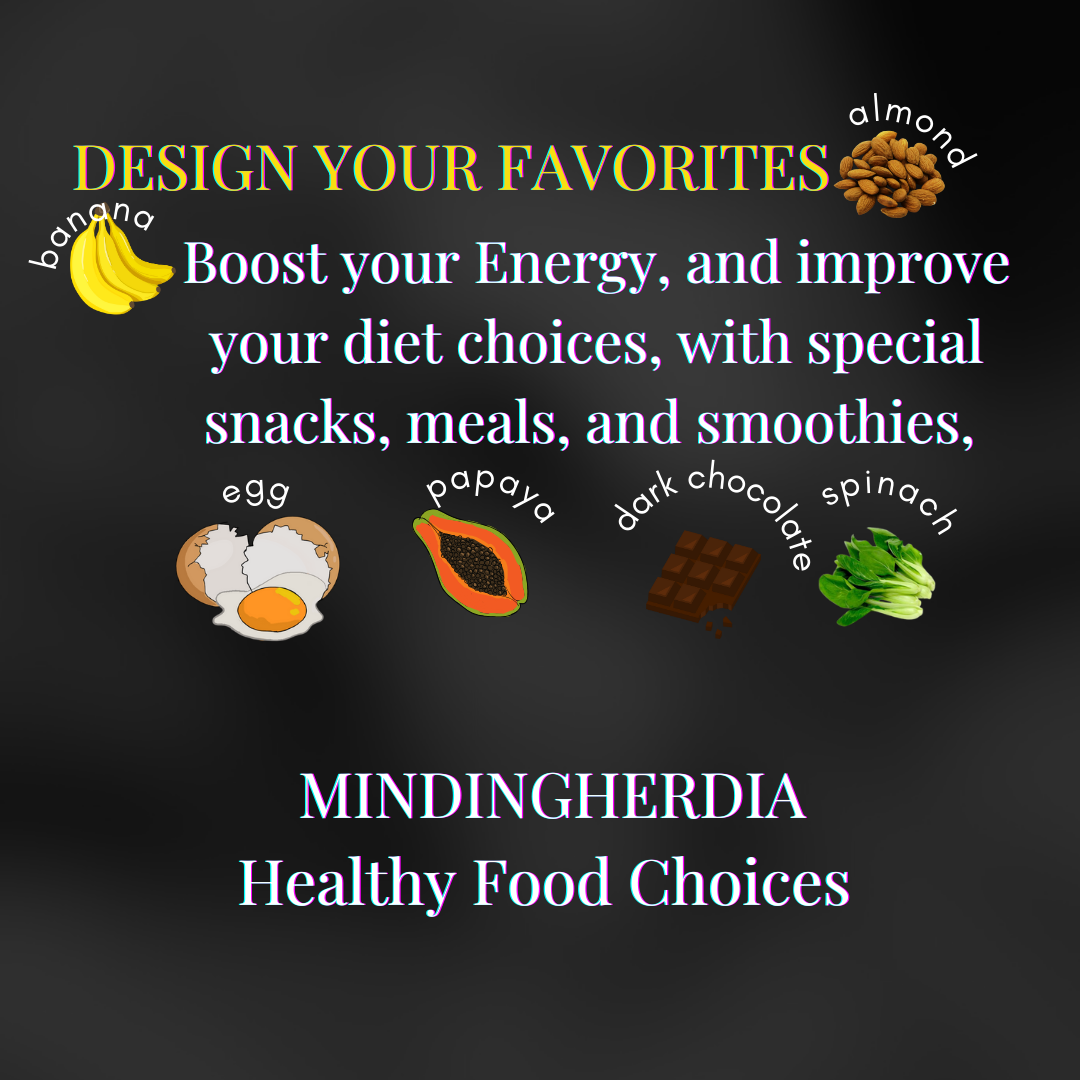 almond
DESIGN YOUR FAVORITES
banana
Boost your Energy, and improve
your diet choices, with special
snacks, meals, and smoothies,
egg
papaya
dark chocolate
spinach
MINDINGHERDIA
Healthy Food Choices